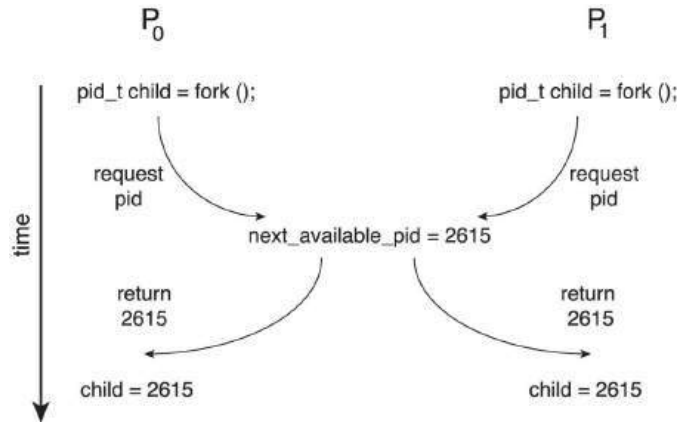 P0 P1
pid_t child = fork (); pid_t child = fork ();
request
pid
request
pid
next_available_pid = 2615
time
return
2615
return
2615
child = 2615 child = 2615